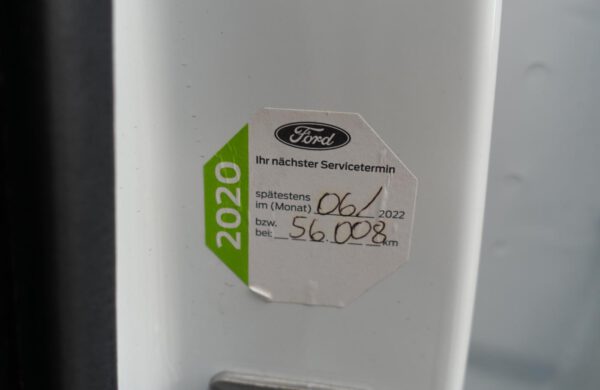 2020
Ford
Ihr nächster Servicetermin
spätestens
im (Monat) 06/ 2022
bzw.
bei: 56.008 km